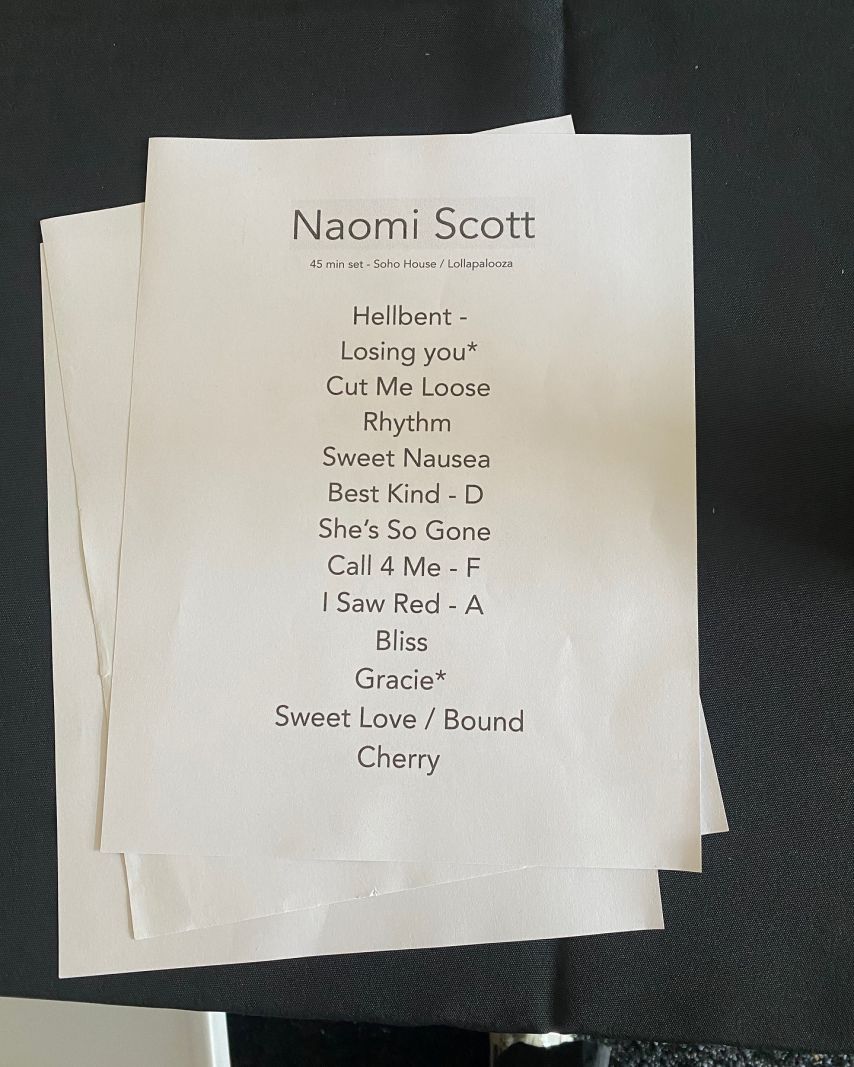 Naomi Scott
45 min set - Soho House / Lollapalooza
Hellbent -
Losing you*
Cut Me Loose
Rhythm
Sweet Nausea
Best Kind - D
She's So Gone
Call 4 Me - F
I Saw Red - A
Bliss
Gracie*
Sweet Love / Bound
Cherry